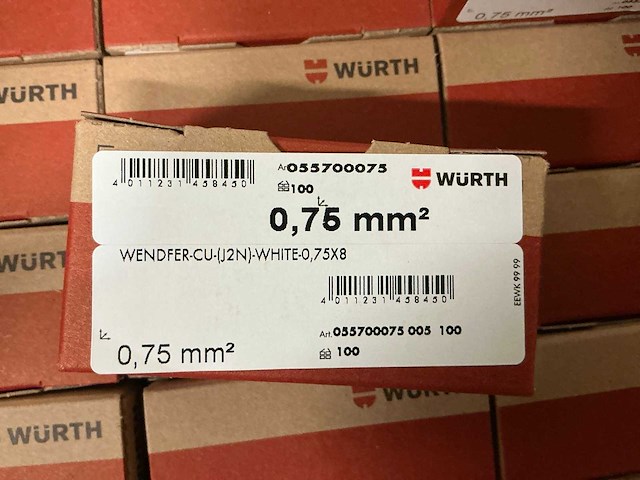 0,75 mm²
WÜRTH
WÜRTH
4 011231 458450
Art.055700075
100
WÜRTH
0,75 mm²
WENDFER-CU-(J2N)-WHITE-0,75X8
4 011231 458450
EEWK 99 99
Art.055700075 005 100
100
0,75 mm²
WÜRTH
WÜRTH
WÜRTH